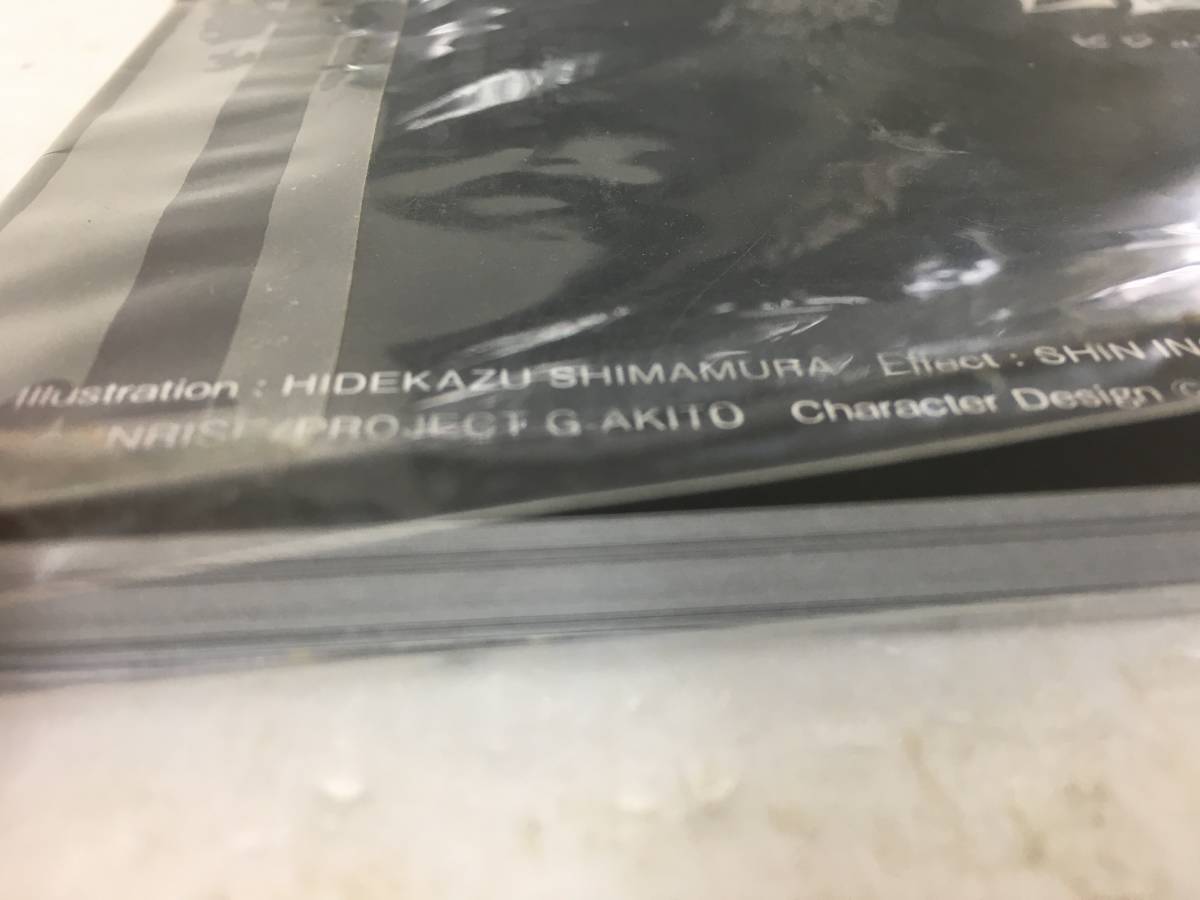 Illustration : HIDEKAZU SHIMAMURA / Effect : SHIN
PROJECT G-AKITO Character Design ©